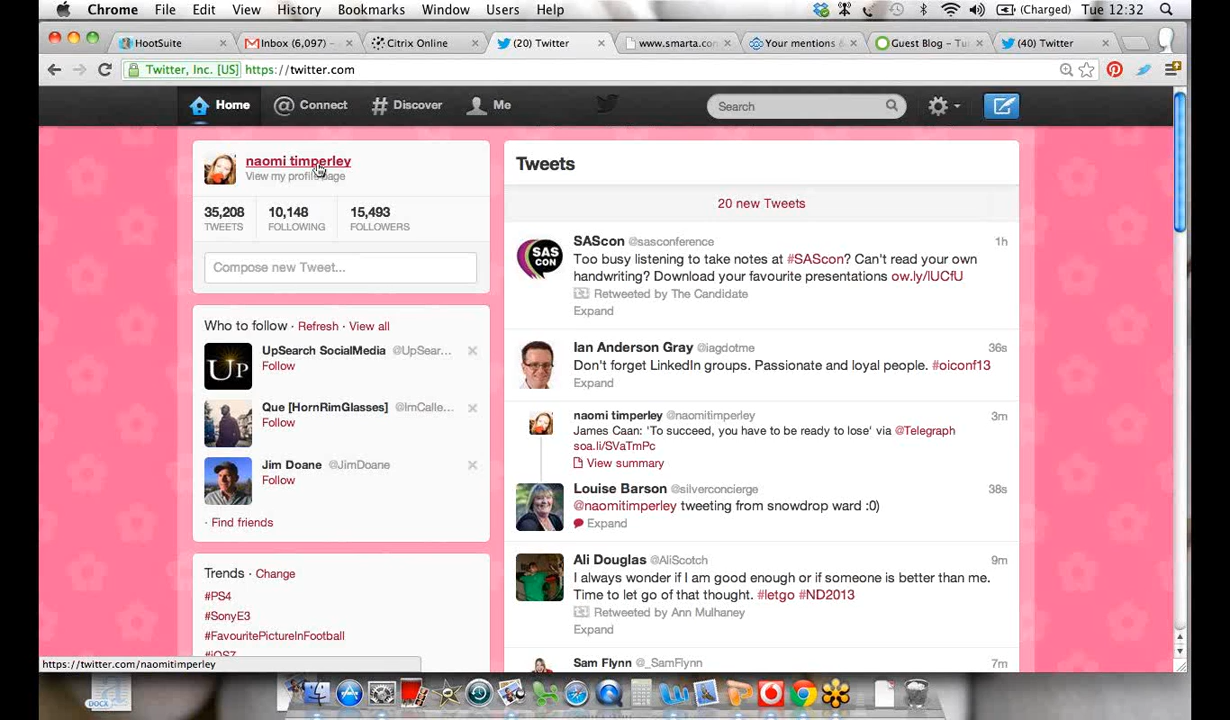 Chrome File Edit View History Bookmarks Window Users Help (Charged) Tue 12:32
HootSuite Inbox (6,097) - Citrix Online (20) Twitter www.smarta.co Your mentions Guest Blog - (40) Twitter
Twitter, Inc. [US] https://twitter.com
Home @ Connect # Discover Me Search
naomi timperley
View my profile page
35,208 10,148 15,493
TWEETS FOLLOWING FOLLOWERS
Compose new Tweet...
Who to follow · Refresh · View all
UpSearch SocialMedia @UpSear...
Follow
Que [HornRimGlasses] @ImCalle...
Follow
Jim Doane @JimDoane
Follow
· Find friends
Trends · Change
#PS4
#SonyE3
#FavouritePictureInFootball
#iOS7
https://twitter.com/naomitimperley
Tweets
20 new Tweets
SAScon @sasconference 1h
Too busy listening to take notes at #SAScon? Can't read your own
handwriting? Download your favourite presentations ow.ly/lUCfU
Retweeted by The Candidate
Expand
Ian Anderson Gray @iagdotme 36s
Don't forget LinkedIn groups. Passionate and loyal people. #oiconf13
Expand
naomi timperley @naomitimperley 3m
James Caan: 'To succeed, you have to be ready to lose' via @Telegraph
soa.li/SVaTmPc
View summary
Louise Barson @silverconcierge 38s
@naomitimperley tweeting from snowdrop ward :0)
Expand
Ali Douglas @AliScotch 9m
I always wonder if I am good enough or if someone is better than me.
Time to let go of that thought. #letgo #ND2013
Retweeted by Ann Mulhaney
Expand
Sam Flynn @_SamFlynn 7m
SAS
CON
UP
DOCX